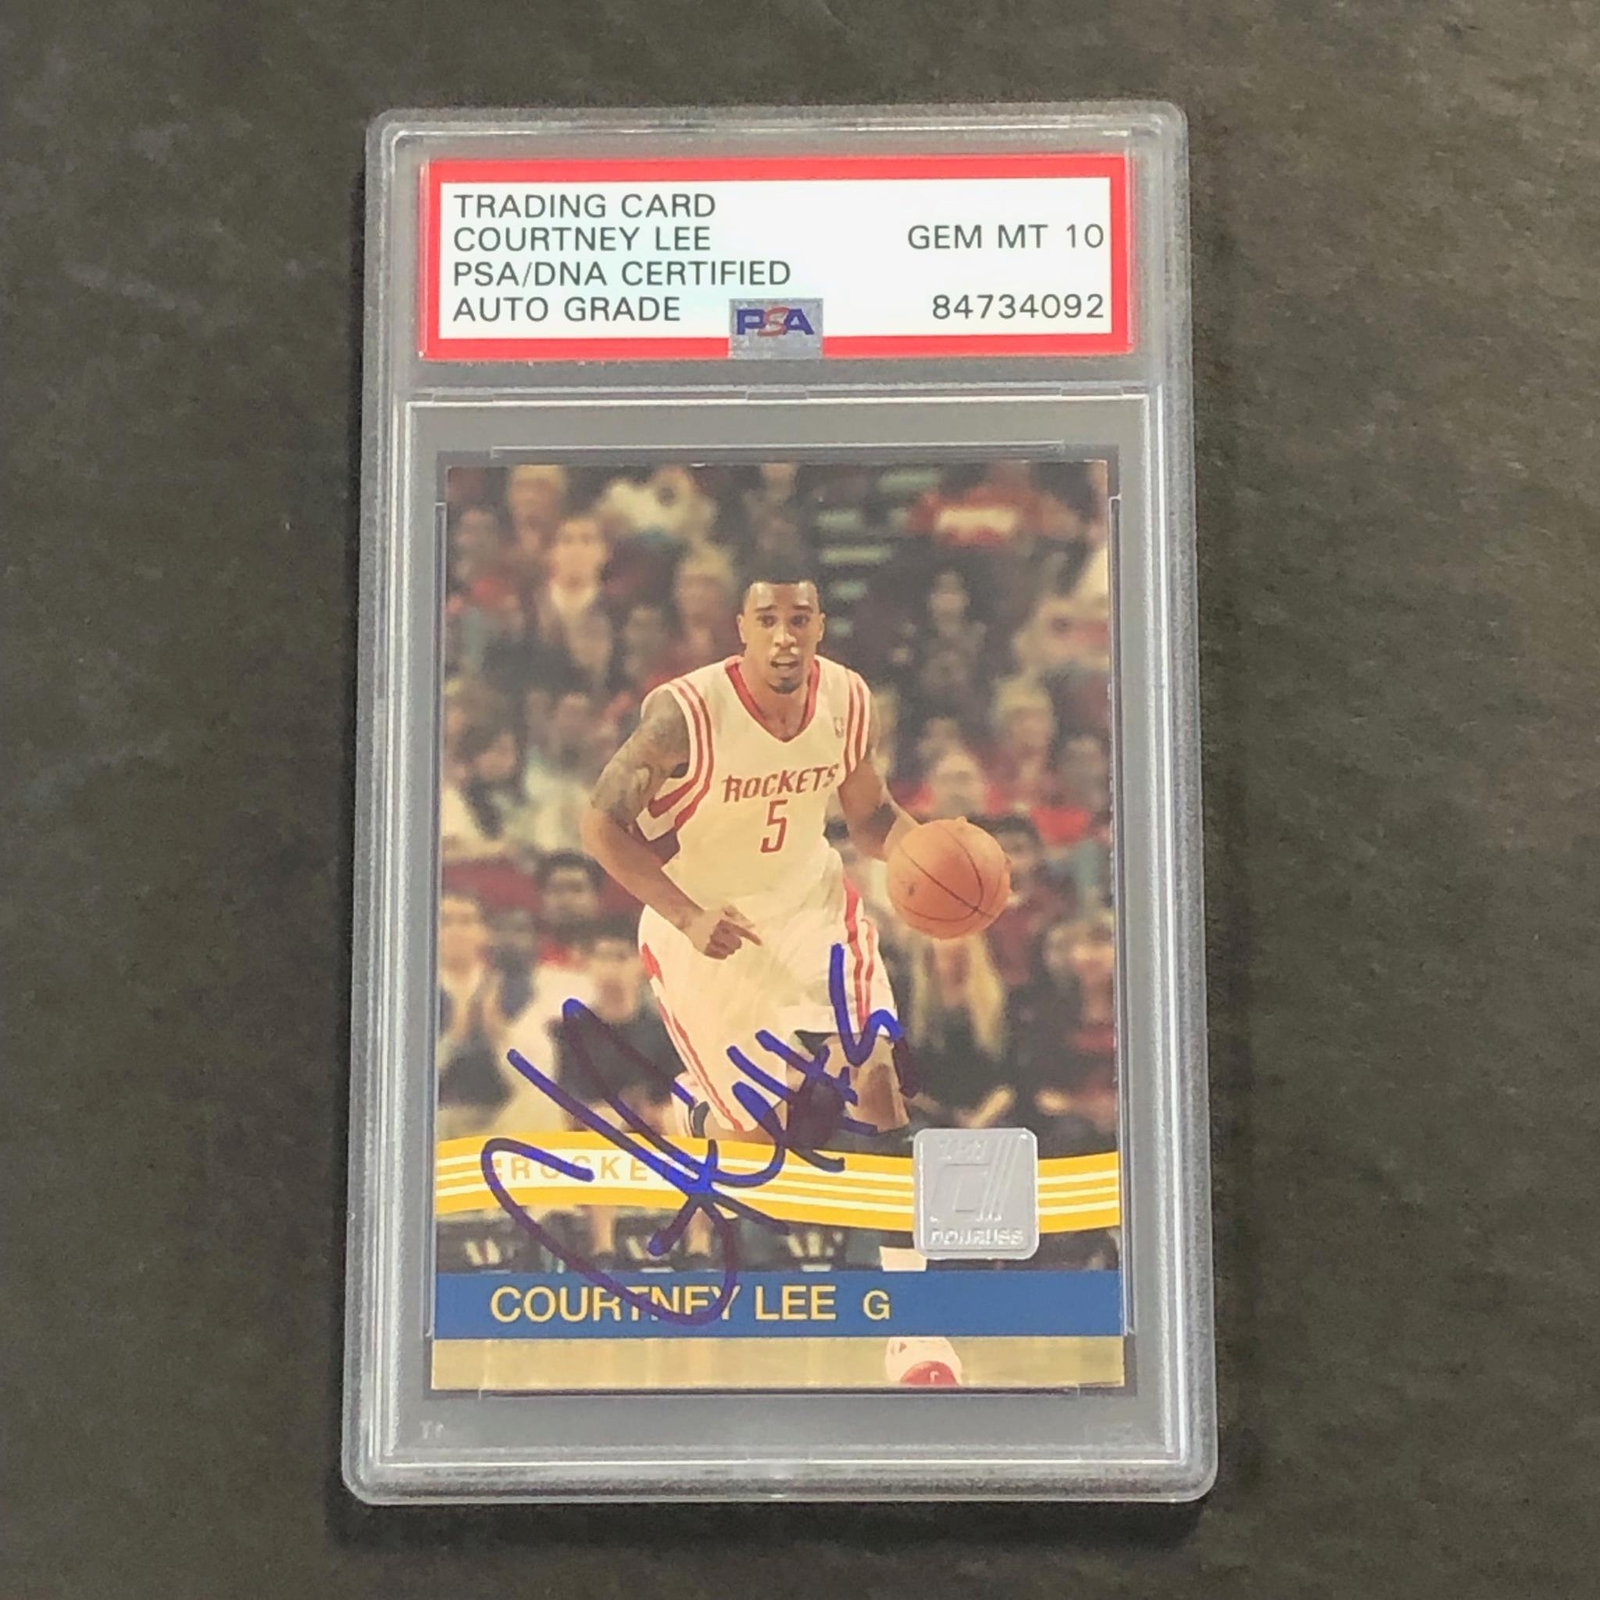 TRADING CARD
COURTNEY LEE
PSA/DNA CERTIFIED
AUTO GRADE
GEM MT 10
84734092
PSA
ROCKETS
5
ROCKETS
DONRUSS
COURTNEY LEE G